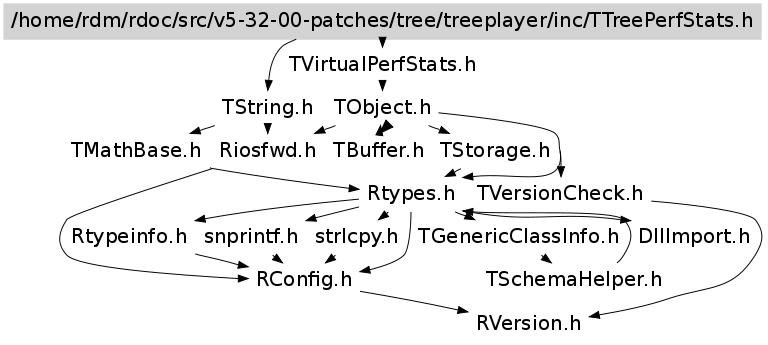 /home/rdm/rdoc/src/v5-32-00-patches/tree/treeplayer/inc/TTreePerfStats.h
TVirtualPerfStats.h
TString.h TObject.h
TMathBase.h Riosfwd.h TBuffer.h TStorage.h
Rtypes.h TVersionCheck.h
Rtypeinfo.h snprintf.h strlcpy.h TGenericClassInfo.h DllImport.h
RConfig.h TSchemaHelper.h
RVersion.h